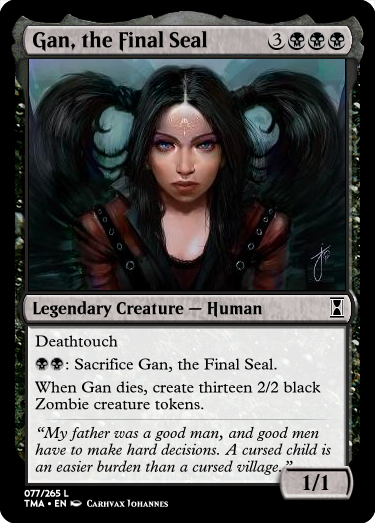 Gan, the Final Seal 3
Legendary Creature — Human
Deathtouch
: Sacrifice Gan, the Final Seal.
When Gan dies, create thirteen 2/2 black
Zombie creature tokens.
“My father was a good man, and good men
have to make hard decisions. A cursed child is
an easier burden than a cursed village.”
1/1
077/265 L
TMA • EN Carhvax Johannes